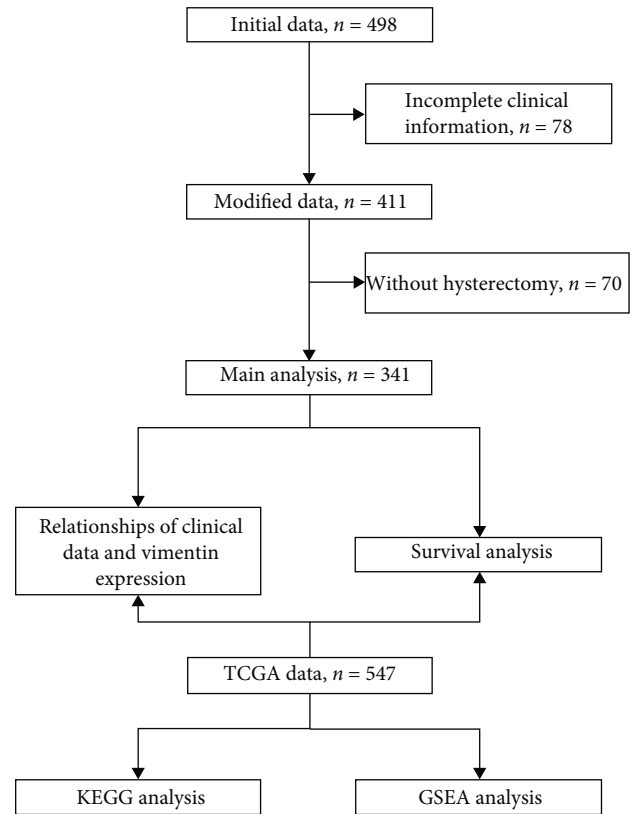 Initial data, n = 498
Incomplete clinical
information, n = 78
Modified data, n = 411
Without hysterectomy, n = 70
Main analysis, n = 341
Relationships of clinical
data and vimentin
expression
Survival analysis
TCGA data, n = 547
KEGG analysis
GSEA analysis